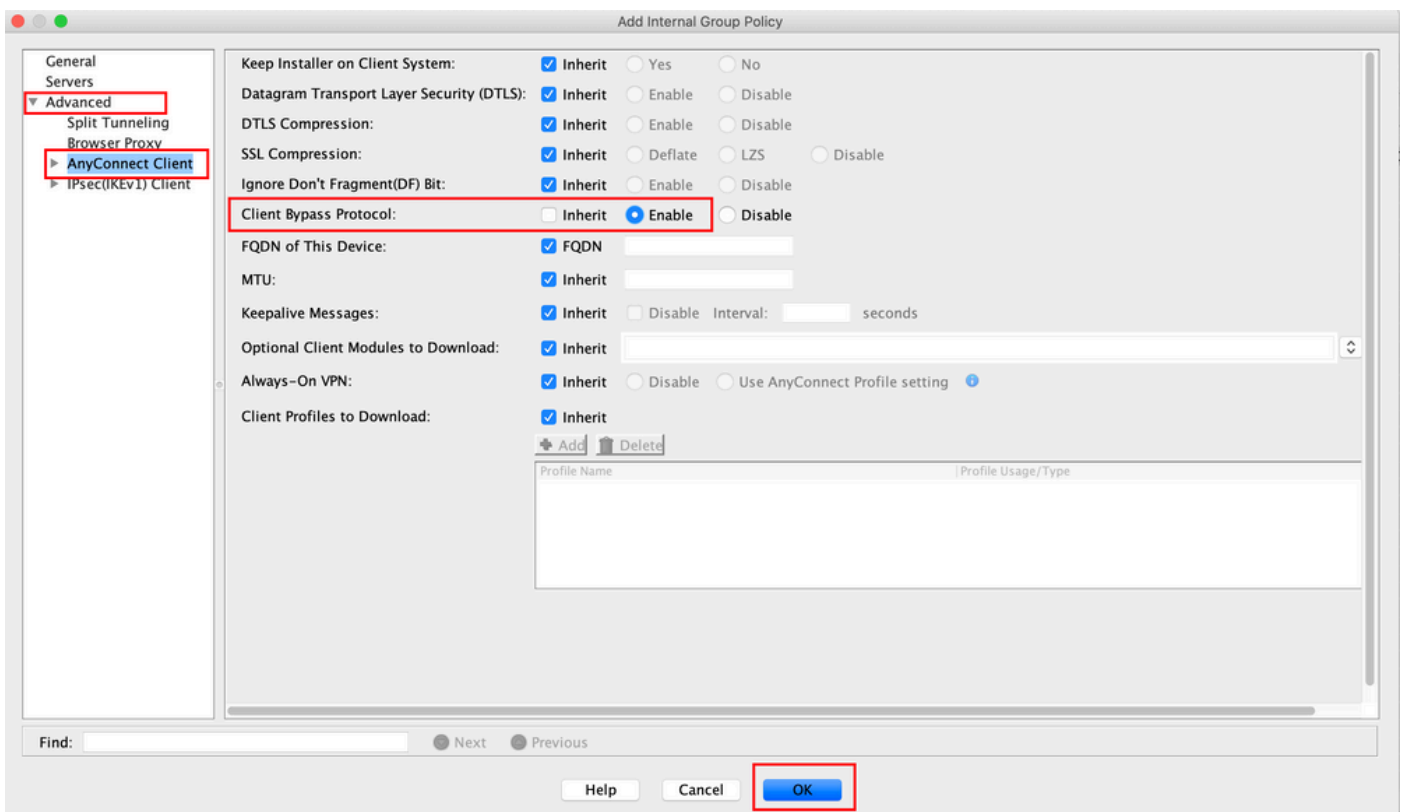 Add Internal Group Policy
General
Servers
Advanced
Split Tunneling
Browser Proxy
AnyConnect Client
IPsec(IKEv1) Client
Keep Installer on Client System: Inherit Yes No
Datagram Transport Layer Security (DTLS): Inherit Enable Disable
DTLS Compression: Inherit Enable Disable
SSL Compression: Inherit Deflate LZS Disable
Ignore Don't Fragment(DF) Bit: Inherit Enable Disable
Client Bypass Protocol: Inherit Enable Disable
FQDN of This Device: FQDN
MTU: Inherit
Keepalive Messages: Inherit Disable Interval: seconds
Optional Client Modules to Download: Inherit
Always-On VPN: Inherit Disable Use AnyConnect Profile setting
Client Profiles to Download: Inherit
Add Delete
Profile Name Profile Usage/Type
Find: Next Previous
Help Cancel OK